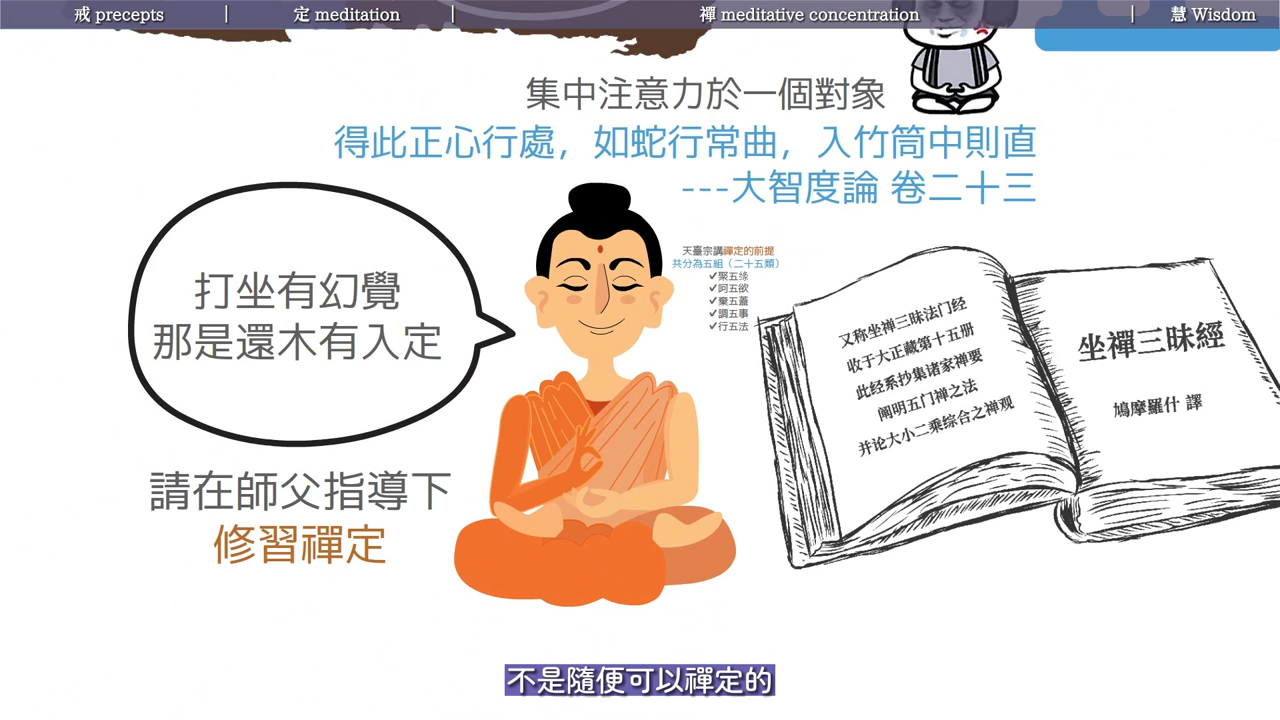 戒 precepts | 定 meditation | 禪 meditative concentration | 慧 Wisdom
集中注意力於一個對象
得此正心行處，如蛇行常曲，入竹筒中則直
---大智度論 卷二十三
打坐有幻覺
那是還木有入定
請在師父指導下
修習禪定
天臺宗講禪定的前提
共分為五組（二十五類）
✓聚五缘
✓呵五欲
✓棄五蓋
✓調五事
✓行五法
又称坐禅三昧法门经
收于大正藏第十五册
此经系抄集诸家禅要
阐明五门禅之法
并论大小二乘综合之禅观
坐禪三昧經
鳩摩羅什 譯
不是隨便可以禪定的